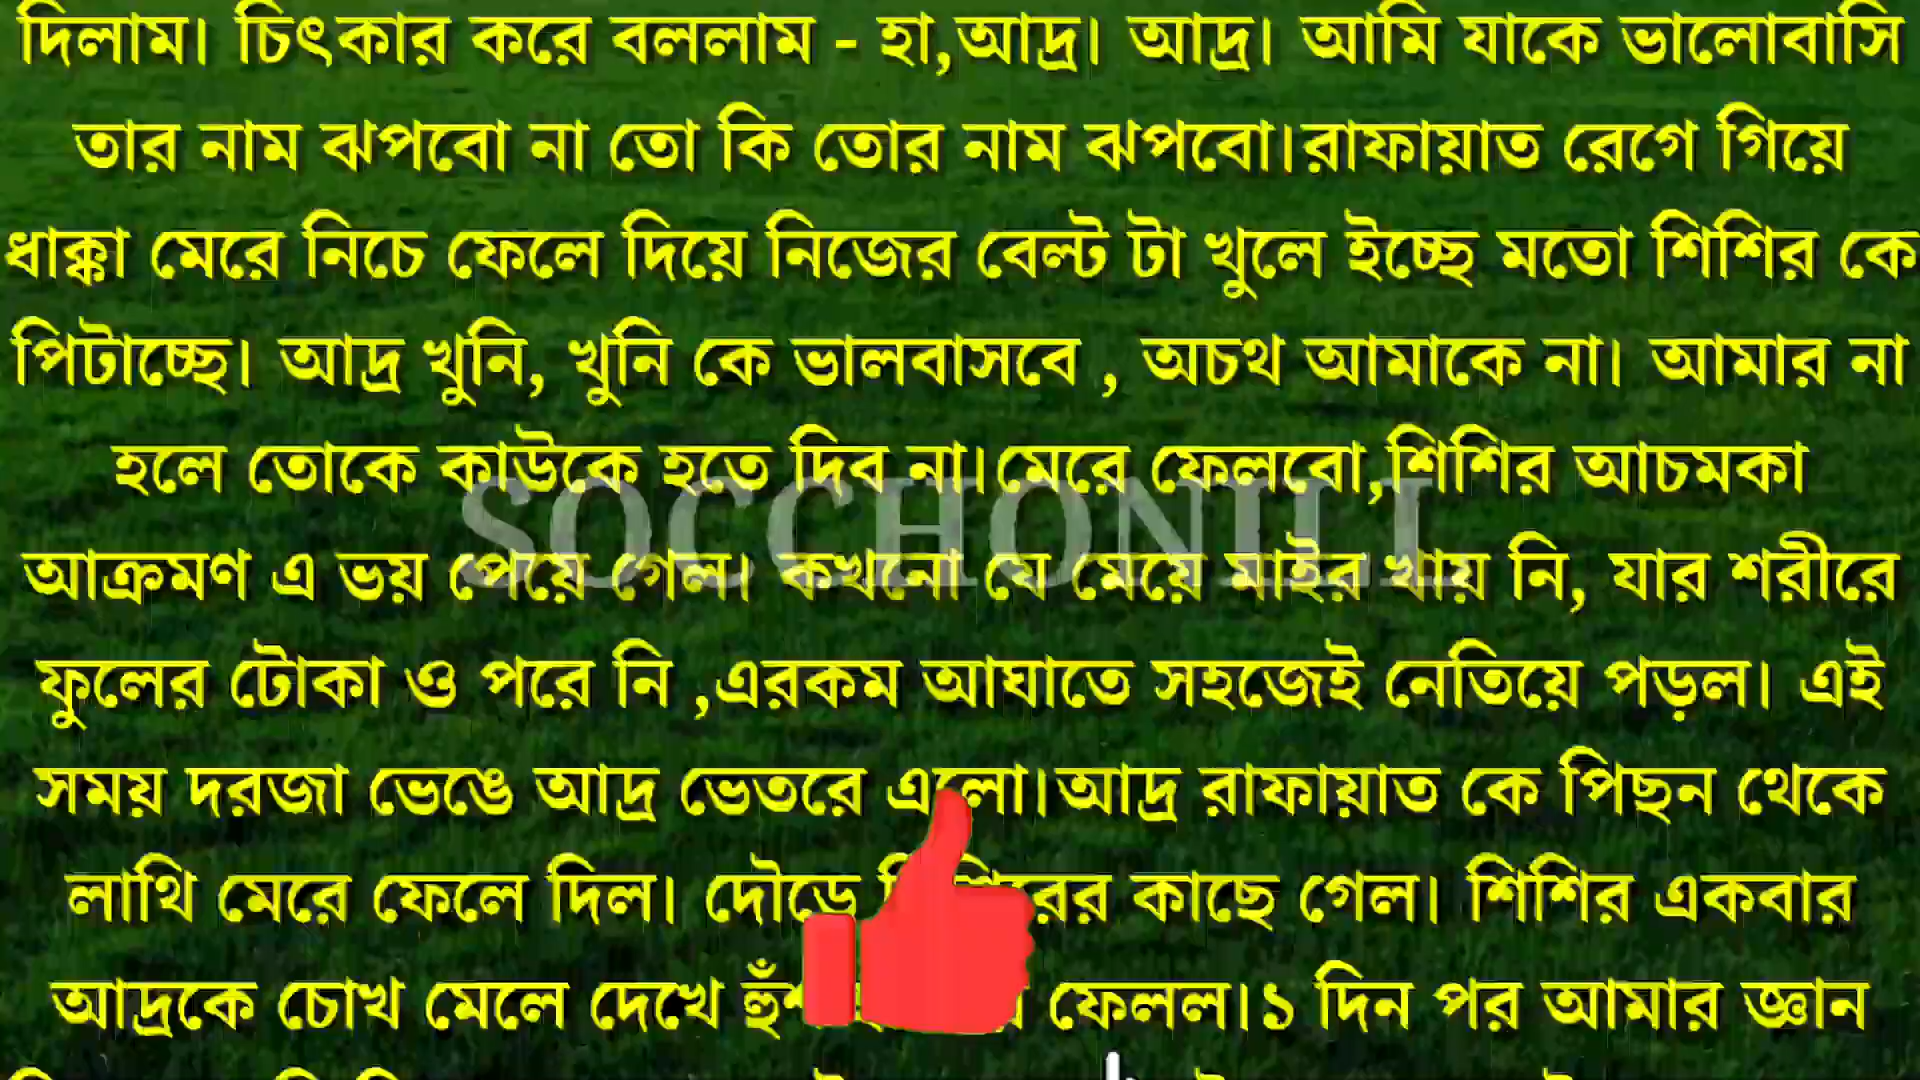 দিলাম। চিৎকার করে বললাম - হা,আদ্র। আদ্র। আমি যাকে ভালোবাসি
তার নাম ঝপবো না তো কি তোর নাম ঝপবো।রাফায়াত রেগে গিয়ে
ধাক্কা মেরে নিচে ফেলে দিয়ে নিজের বেল্ট টা খুলে ইচ্ছে মতো শিশির কে
পিটাচ্ছে। আদ্র খুনি, খুনি কে ভালবাসবে , অচথ আমাকে না। আমার না
হলে তোকে কাউকে হতে দিব না।মেরে ফেলবো,শিশির আচমকা
SOCCHONILI
আক্রমণ এ ভয় পেয়ে গেল। কখনো যে মেয়ে মাইর খায় নি, যার শরীরে
ফুলের টোকা ও পরে নি ,এরকম আঘাতে সহজেই নেতিয়ে পড়ল। এই
সময় দরজা ভেঙে আদ্র ভেতরে এলো।আদ্র রাফায়াত কে পিছন থেকে
লাথি মেরে ফেলে দিল। দৌড়ে কাছে গেল। শিশির একবার
আদ্রকে চোখ মেলে দেখে ফেলল।১ দিন পর আমার জ্ঞান